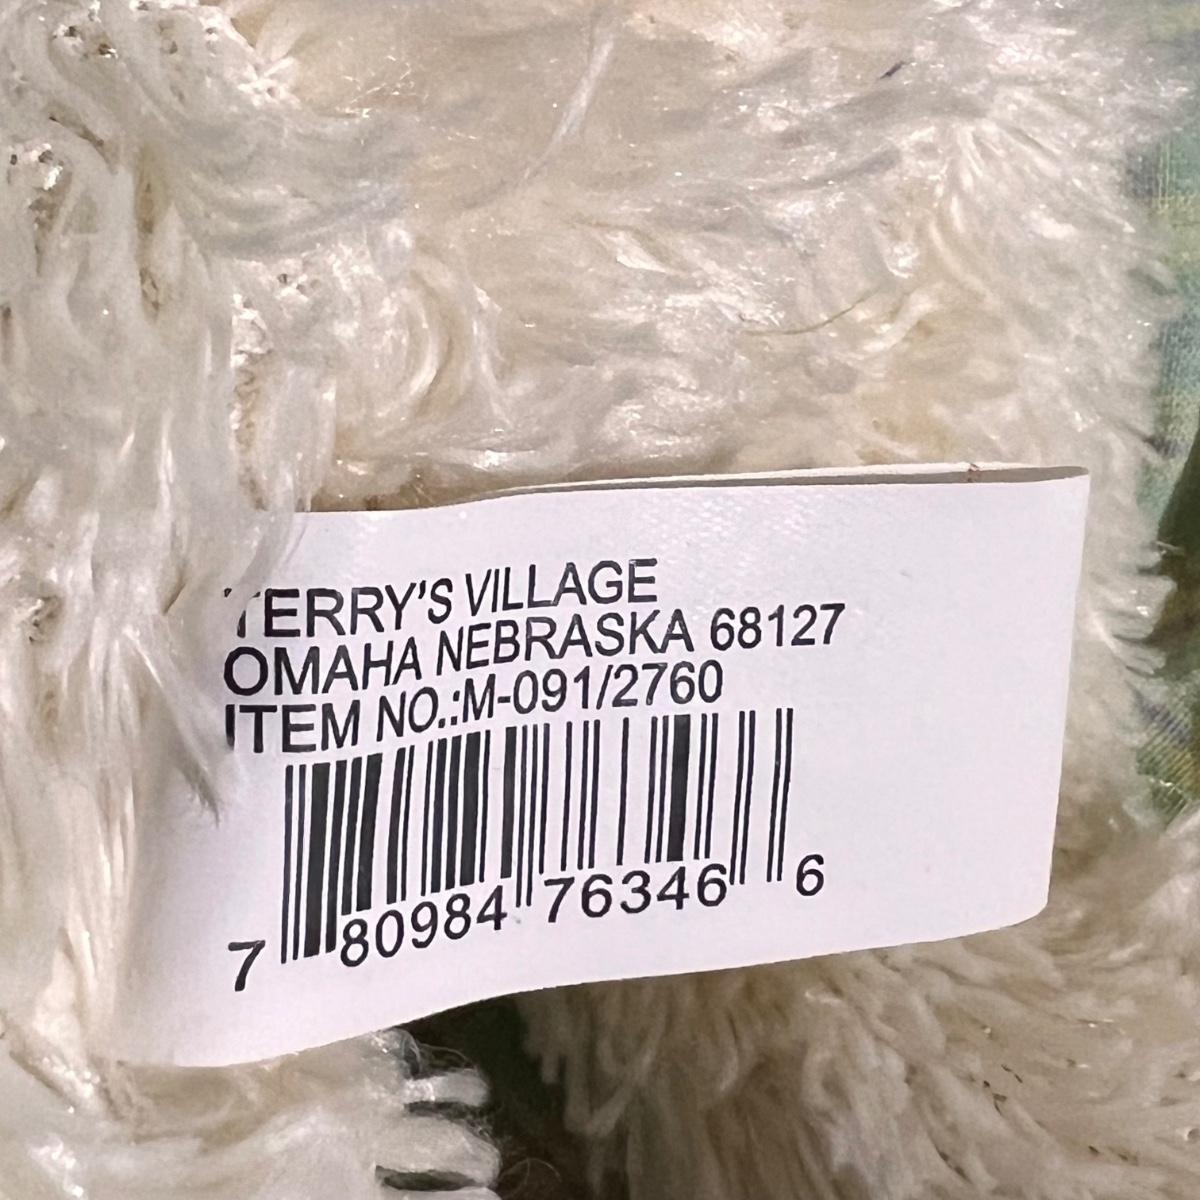 TERRY'S VILLAGE
OMAHA NEBRASKA 68127
ITEM NO.:M-091/2760
7 80984 76346 6